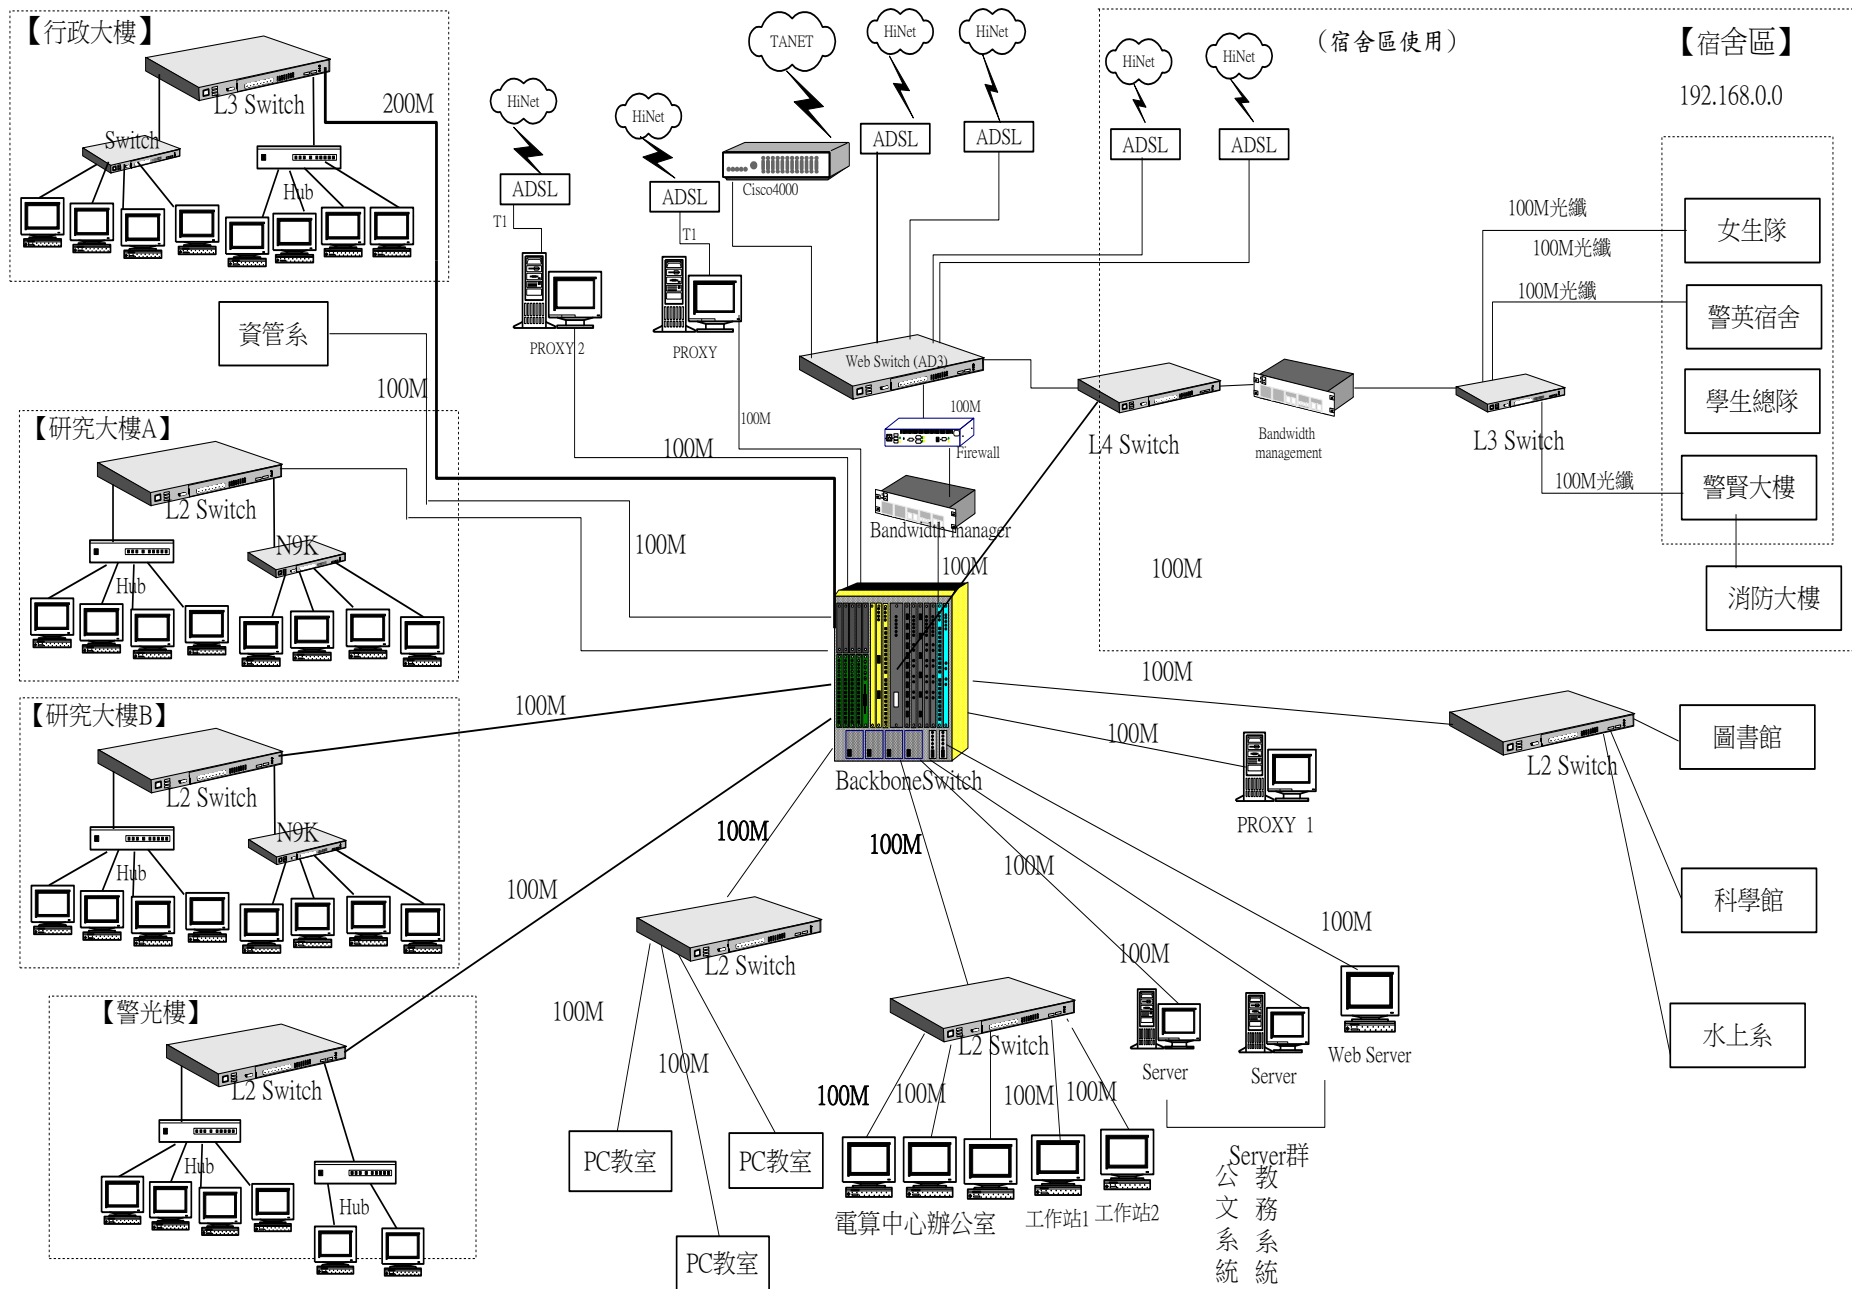 【行政大樓】
L3 Switch
200M
Switch
Hub
資管系
100M
【研究大樓A】
L2 Switch
Hub
N9K
100M
【研究大樓B】
L2 Switch
Hub
N9K
100M
【警光樓】
L2 Switch
Hub
Hub
100M
HiNet
ADSL
T1
PROXY 2
100M
HiNet
ADSL
T1
PROXY
100M
TANET
Cisco4000
HiNet
ADSL
HiNet
ADSL
Web Switch (AD3)
100M
Firewall
Bandwidth manager
100M
BackboneSwitch
(宿舍區使用)
【宿舍區】
192.168.0.0
HiNet
ADSL
HiNet
ADSL
L4 Switch
Bandwidth
management
L3 Switch
100M光纖
100M光纖
100M光纖
100M光纖
女生隊
警英宿舍
學生總隊
警賢大樓
消防大樓
100M
100M
L2 Switch
圖書館
科學館
水上系
100M
PROXY 1
100M
L2 Switch
100M
100M
PC教室
PC教室
PC教室
100M
L2 Switch
100M
100M
100M
100M
電算中心辦公室
工作站1
工作站2
100M
100M
100M
Server
Server
Web Server
Server群
公文系統
教務系統